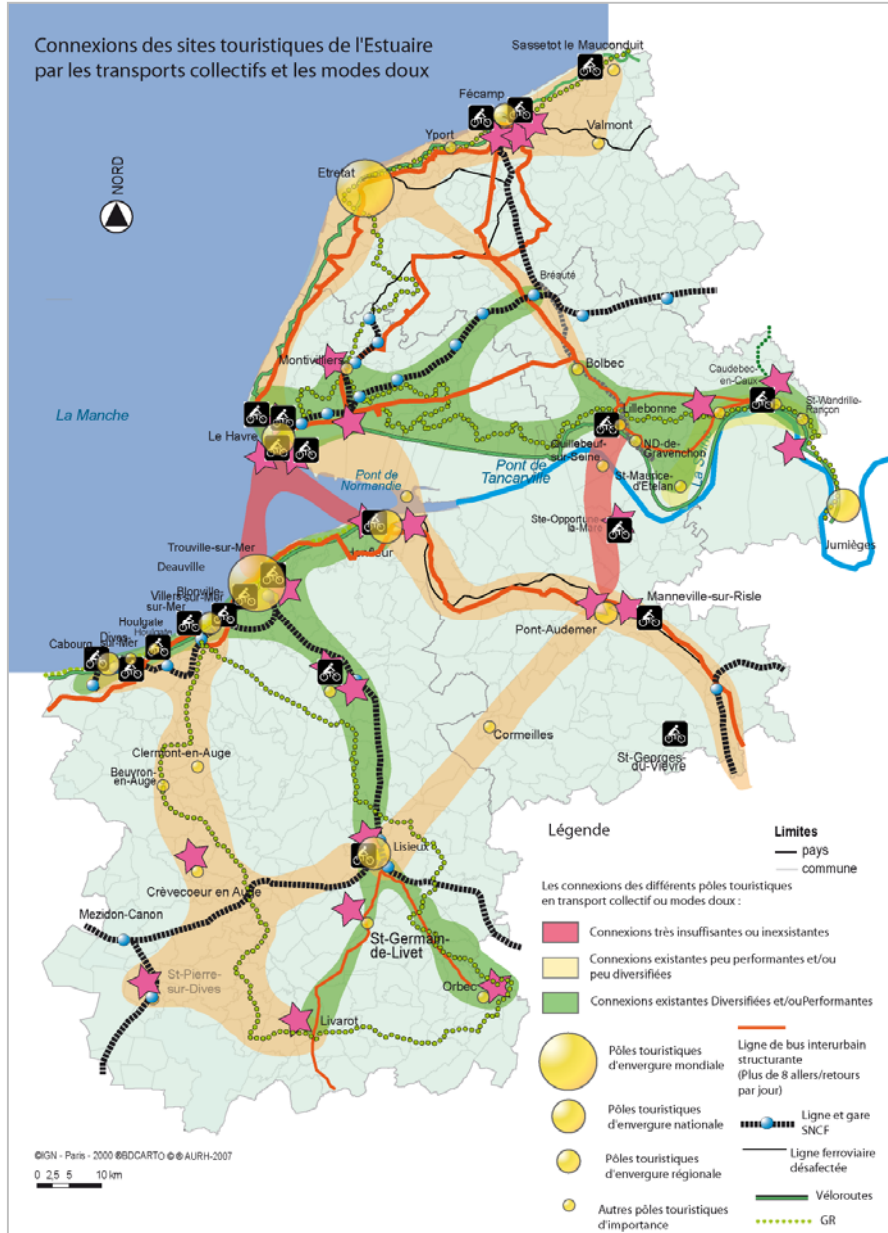 Connexions des sites touristiques de l'Estuaire
par les transports collectifs et les modes doux
Sassetot le Mauconduit
Fécamp
Yport
Valmont
Etretat
NORD
Bréauté
Montivilliers
Bolbec
Caudebec-
en-Caux
La Manche
St-Wandrille-
Rançon
Lillebonne
Le Havre
Quillebeuf-
sur-Seine
ND-de-
Gravenchon
Pont de
Normandie
Pont de
Tancarville
La
St-Maurice-
d'Etelan
Ste-Opportune-
la-Mare
Jumièges
Trouville-sur-Mer
Honfleur
Deauville
Blonville-
sur-Mer
Villers-
sur-Mer
Manneville-sur-Risle
Houlgate
Houlgate
Dives-
sur-Mer
Cabourg
Pont-Audemer
Cormeilles
Clermont-en-Auge
Beuvron-
en-Auge
St-Georges-
du-Vièvre
Lisieux
Crèvecoeur en Auge
Mezidon-Canon
St-Germain-
de-Livet
St-Pierre-
sur-Dives
Orbec
Livarot
Légende
Limites
pays
commune
Les connexions des différents pôles touristiques
en transport collectif ou modes doux :
Connexions très insuffisantes ou inexistantes
Connexions existantes peu performantes et/ou
peu diversifiées
Connexions existantes Diversifiées et/ouPerformantes
Pôles touristiques
d'envergure mondiale
Ligne de bus interurbain
structurante
(Plus de 8 allers/retours
par jour)
Pôles touristiques
d'envergure nationale
Ligne et gare
SNCF
Pôles touristiques
d'envergure régionale
Ligne ferroviaire
désafectée
Autres pôles touristiques
d'importance
Véloroutes
GR
©IGN - Paris - 2000 ®BDCARTO © ® AURH-2007
0 2,5 5 10 km